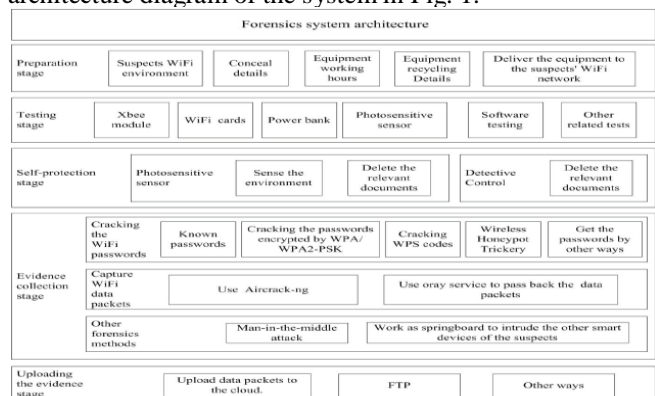 architecture diagram of the system in Fig. 1.
Forensics system architecture
Preparation
stage
Suspects WiFi
environment
Conceal
details
Equipment
working
hours
Equipment
recycling
Details
Deliver the equipment to
the suspects' WiFi
network
Testing
stage
Xbee
module
WiFi cards
Power bank
Photosensitive
sensor
Software
testing
Other
related tests
Self-protection
stage
Photosensitive
sensor
Sense the
environment
Delete the
relevant
documents
Detective
Control
Delete the
relevant
documents
Evidence
collection
stage
Cracking
the
WiFi
passwords
Known
passwords
Cracking the passwords
encrypted by WPA/
WPA2-PSK
Cracking
WPS codes
Wireless
Honeypot
Trickery
Get the
passwords by
other ways
Capture
WiFi
data
packets
Use Aircrack-ng
Use oray service to pass back the data
packets
Other
forensics
methods
Man-in-the-middle
attack
Work as springboard to intrude the other smart
devices of the suspects
Uploading
the evidence
stage
Upload data packets to
the cloud.
FTP
Other ways